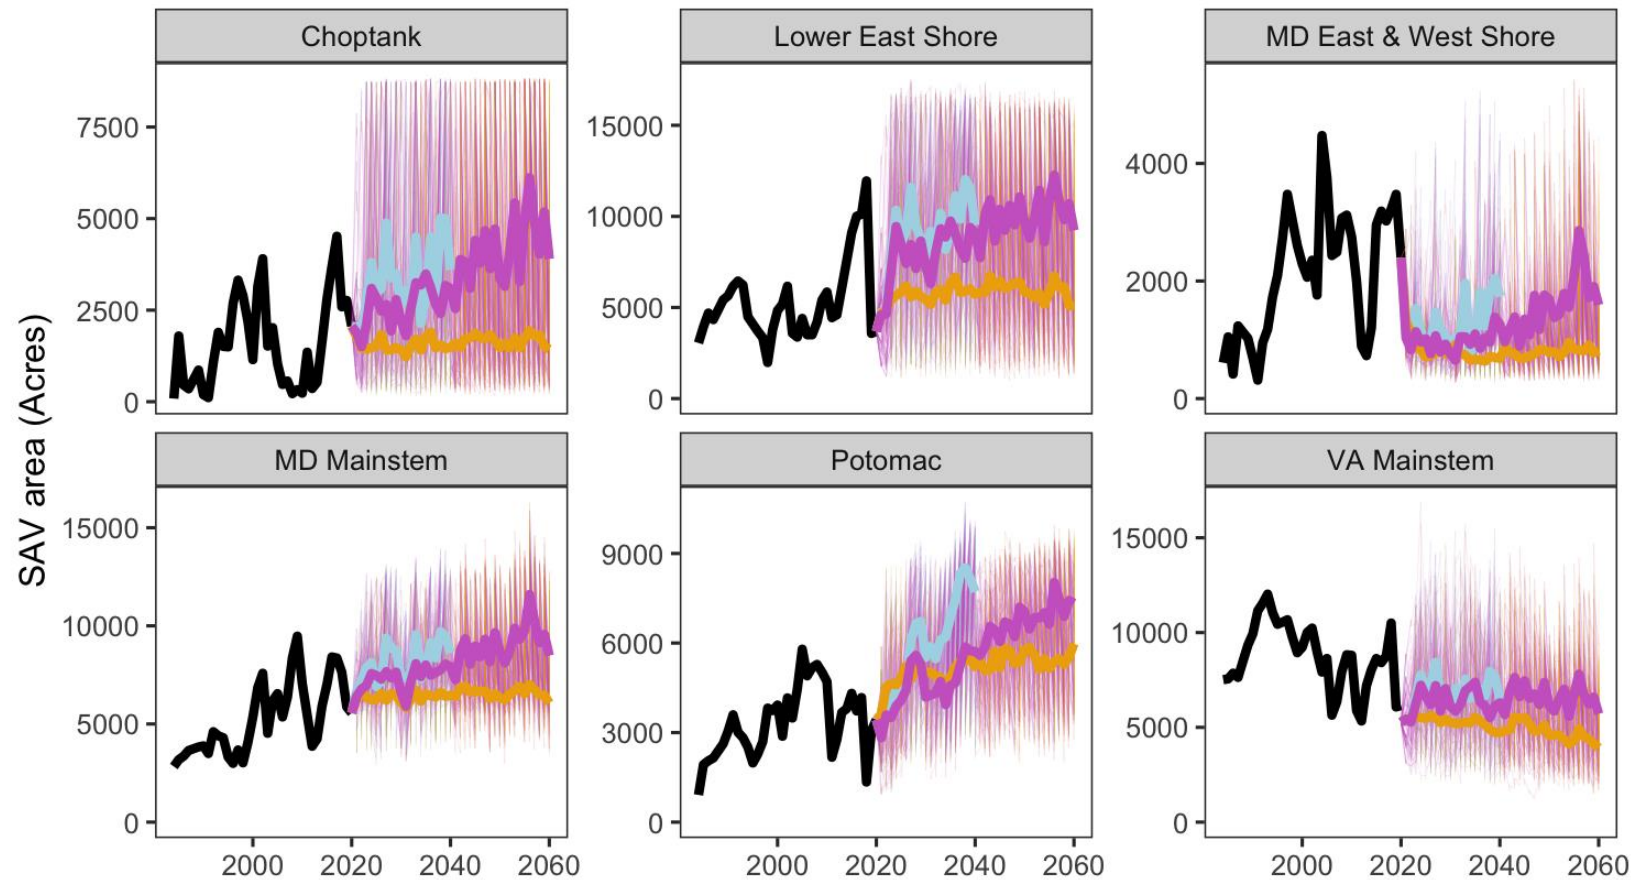 Choptank
Lower East Shore
MD East & West Shore
7500
5000
2500
0
15000
10000
5000
0
4000
2000
0
SAV area (Acres)
MD Mainstem
Potomac
VA Mainstem
15000
10000
5000
0
9000
6000
3000
0
15000
10000
5000
0
2000 2020 2040 2060
2000 2020 2040 2060
2000 2020 2040 2060